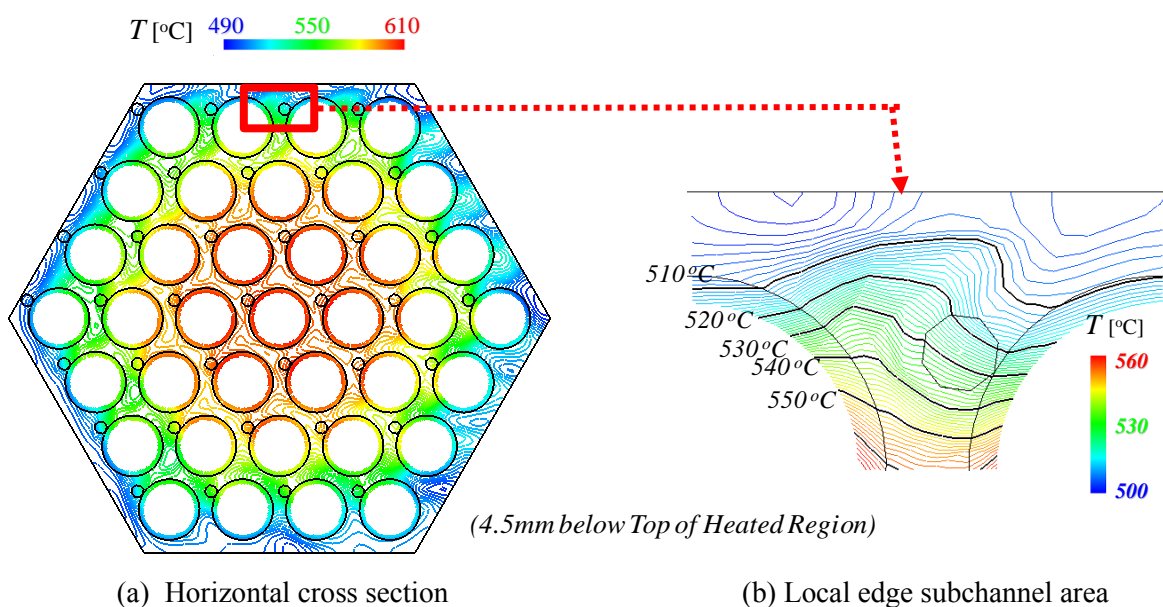 T [°C] 490 550 610
510°C
520°C
530°C
540°C
550°C
T [°C]
560
530
500
(4.5mm below Top of Heated Region)
(a) Horizontal cross section
(b) Local edge subchannel area